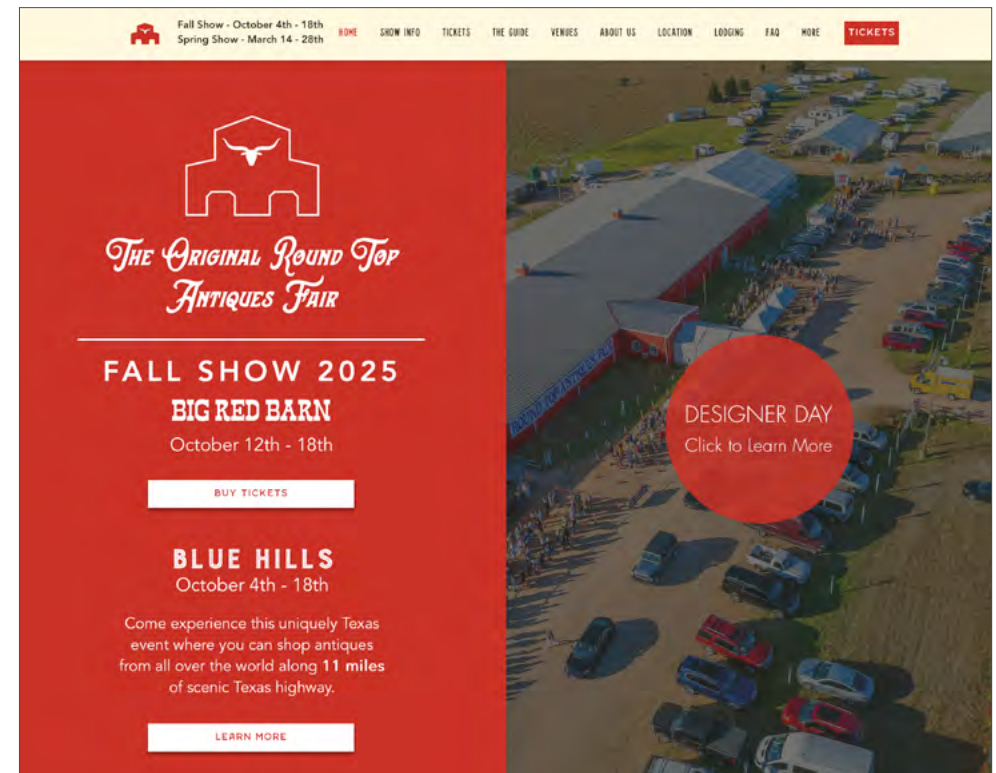 Fall Show - October 4th - 18th
Spring Show - March 14 - 28th
HOME SHOW INFO TICKETS THE GUIDE VENUES ABOUT US LOCATION LODGING FAQ MORE TICKETS
The Original Round Top
Antiques Fair
FALL SHOW 2025
BIG RED BARN
October 12th - 18th
BUY TICKETS
BLUE HILLS
October 4th - 18th
Come experience this uniquely Texas
event where you can shop antiques
from all over the world along 11 miles
of scenic Texas highway.
LEARN MORE
ROUND TOP ANTIQUES FAIR
DESIGNER DAY
Click to Learn More